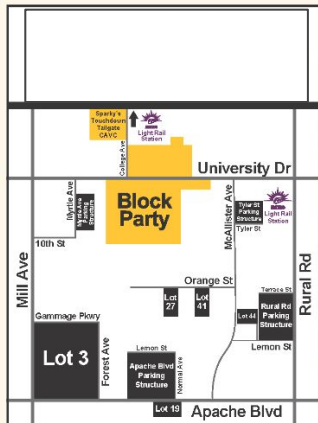 Sparky's
Touchdown
Tailgate
CAVC
Light Rail
Station
College Ave
University Dr
Block
Party
Myrtle Ave
Myrtle Ave
Parking
Structure
10th St
McAllister Ave
Tyler St
Parking
Structure
Tyler St
Light Rail
Station
Mill Ave
Rural Rd
Orange St
Lot
27
Lot
41
Terrace St
Rural Rd
Parking
Structure
Lot 44
Lemon St
Gammage Pkwy
Lot 3
Forest Ave
Lemon St
Apache Blvd
Parking
Structure
Normal Ave
Lot 19
Apache Blvd